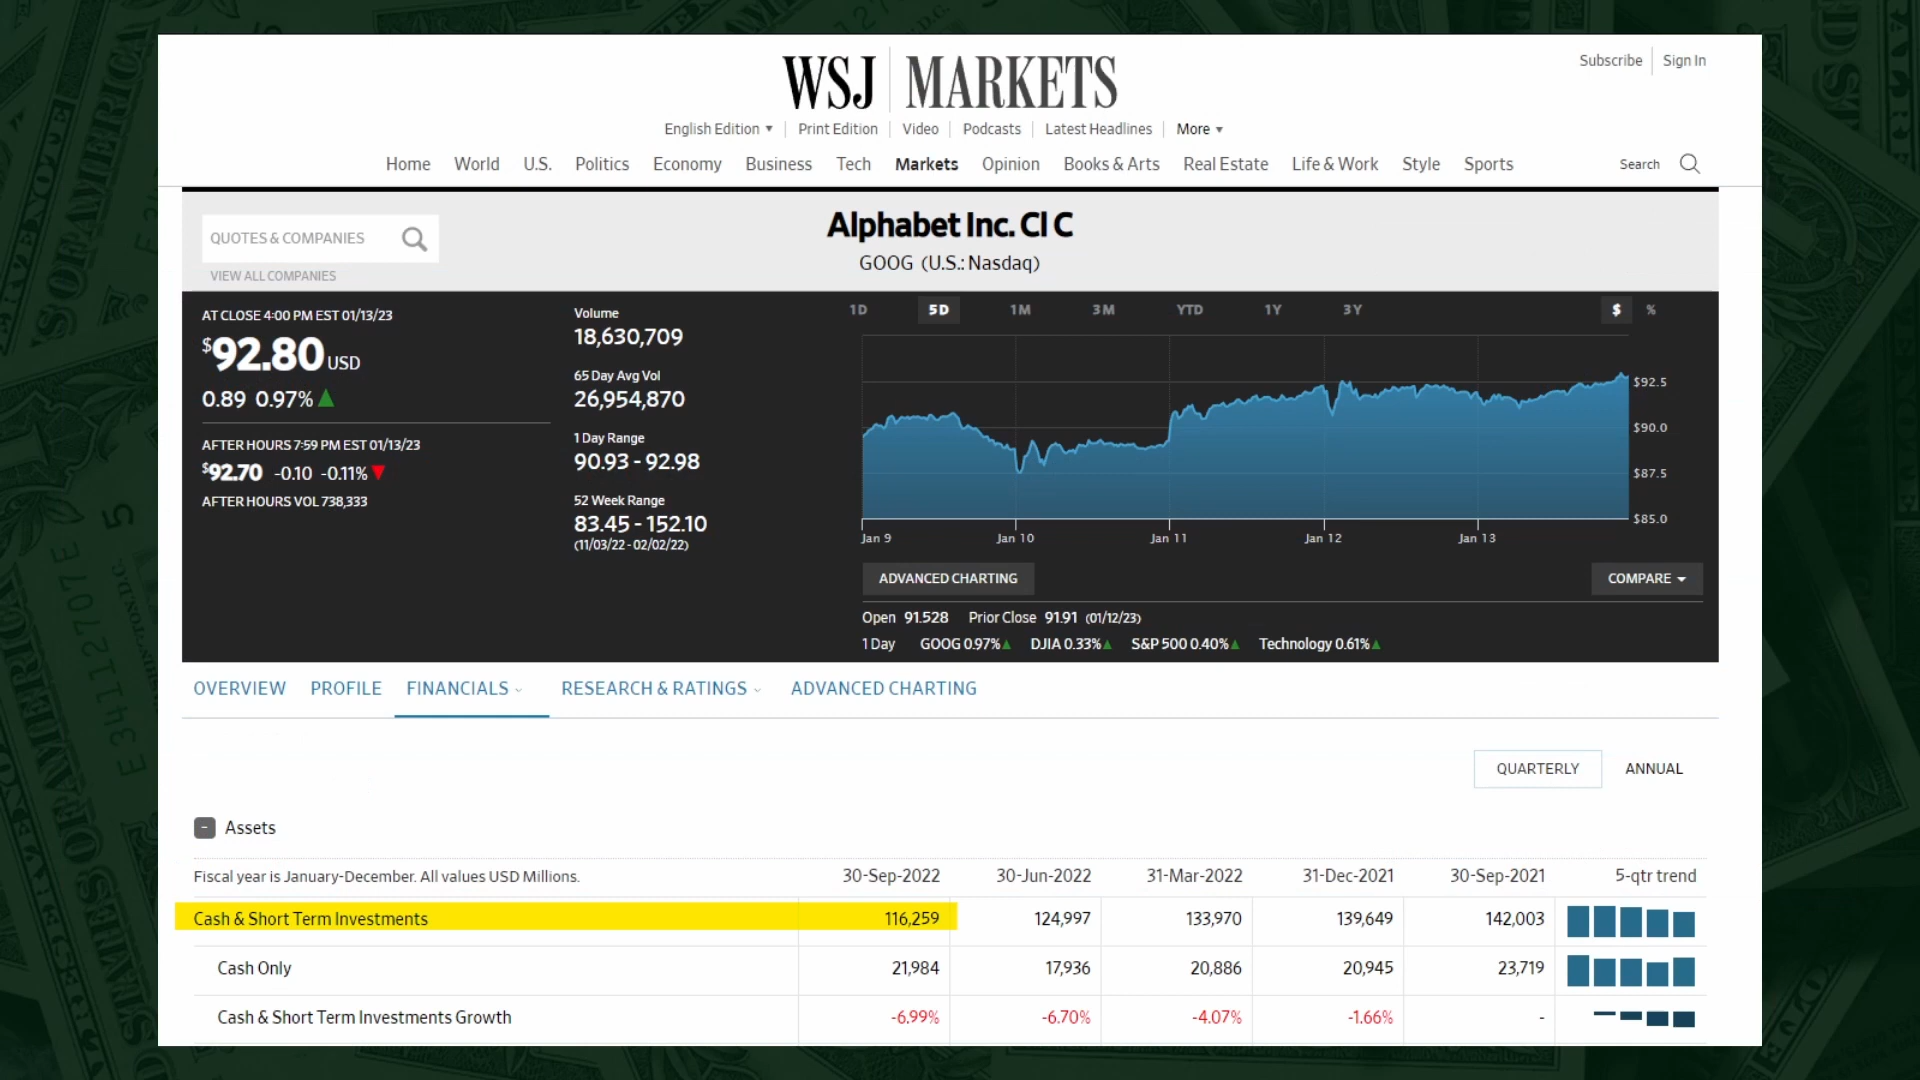 WSJ MARKETS
Subscribe Sign In
English Edition Print Edition Video Podcasts Latest Headlines More
Home World U.S. Politics Economy Business Tech Markets Opinion Books & Arts Real Estate Life & Work Style Sports Search
Alphabet Inc. Cl C
GOOG (U.S.: Nasdaq)
QUOTES & COMPANIES
VIEW ALL COMPANIES
AT CLOSE 4:00 PM EST 01/13/23
$92.80 USD
0.89 0.97%
AFTER HOURS 7:59 PM EST 01/13/23
$92.70 -0.10 -0.11%
AFTER HOURS VOL 738,333
Volume
18,630,709
65 Day Avg Vol
26,954,870
1 Day Range
90.93 - 92.98
52 Week Range
83.45 - 152.10
(11/03/22 - 02/02/22)
1D 5D 1M 3M YTD 1Y 3Y $ %
$92.5
$90.0
$87.5
$85.0
Jan 9 Jan 10 Jan 11 Jan 12 Jan 13
ADVANCED CHARTING COMPARE
Open 91.528 Prior Close 91.91 (01/12/23)
1 Day GOOG 0.97% DJIA 0.33% S&P 500 0.40% Technology 0.61%
OVERVIEW PROFILE FINANCIALS RESEARCH & RATINGS ADVANCED CHARTING
QUARTERLY ANNUAL
- Assets
Fiscal year is January-December. All values USD Millions. 30-Sep-2022 30-Jun-2022 31-Mar-2022 31-Dec-2021 30-Sep-2021 5-qtr trend
Cash & Short Term Investments 116,259 124,997 133,970 139,649 142,003
Cash Only 21,984 17,936 20,886 20,945 23,719
Cash & Short Term Investments Growth -6.99% -6.70% -4.07% -1.66% -